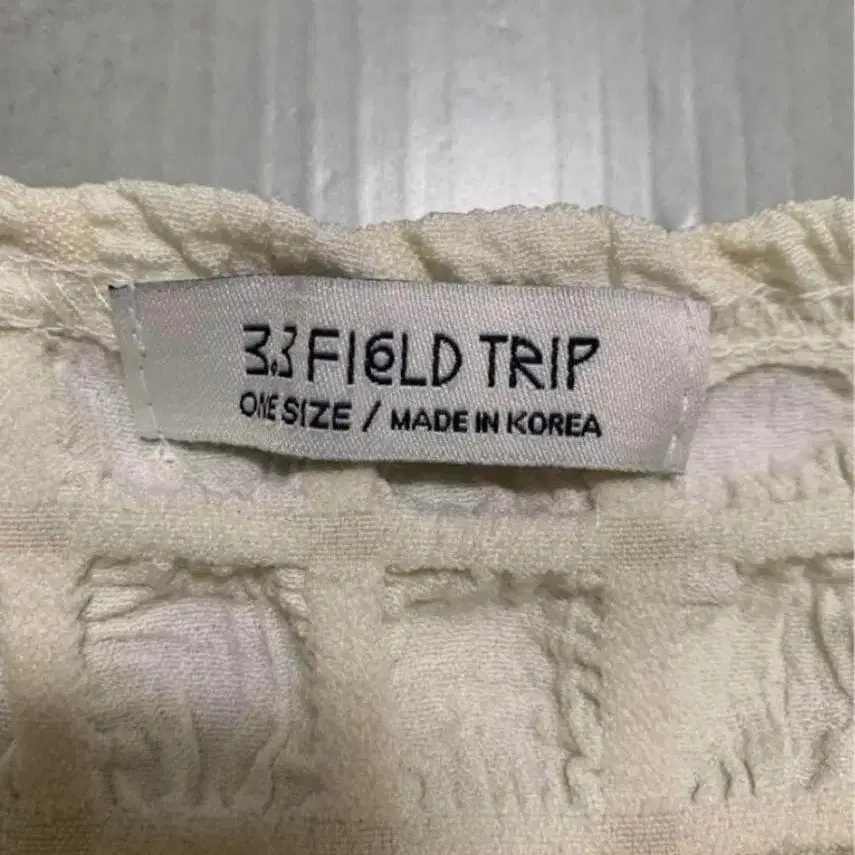 3.3 FIELD TRIP
ONE SIZE / MADE IN KOREA